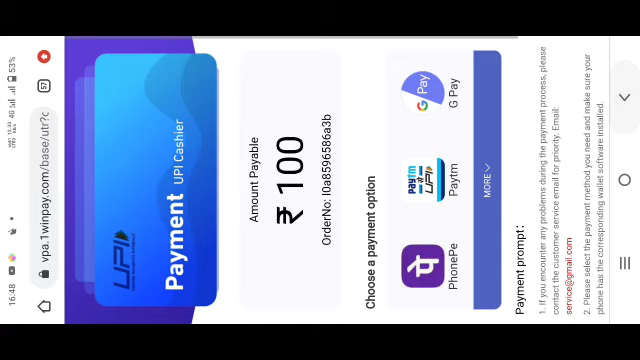 16:48
4G
53%
vpa.1winpay.com/base/utr?c
57
UPI
Payment UPI Cashier
Amount Payable
₹ 100
OrderNo: I0a8596586a3b
Choose a payment option
PhonePe
Paytm UPI
Paytm
G Pay
G Pay
MORE
Payment prompt:
1. If you encounter any problems during the payment process, please
contact the customer service email for priority. Email:
service@gmail.com
2. Please select the payment method you need and make sure your
phone has the corresponding wallet software installed.